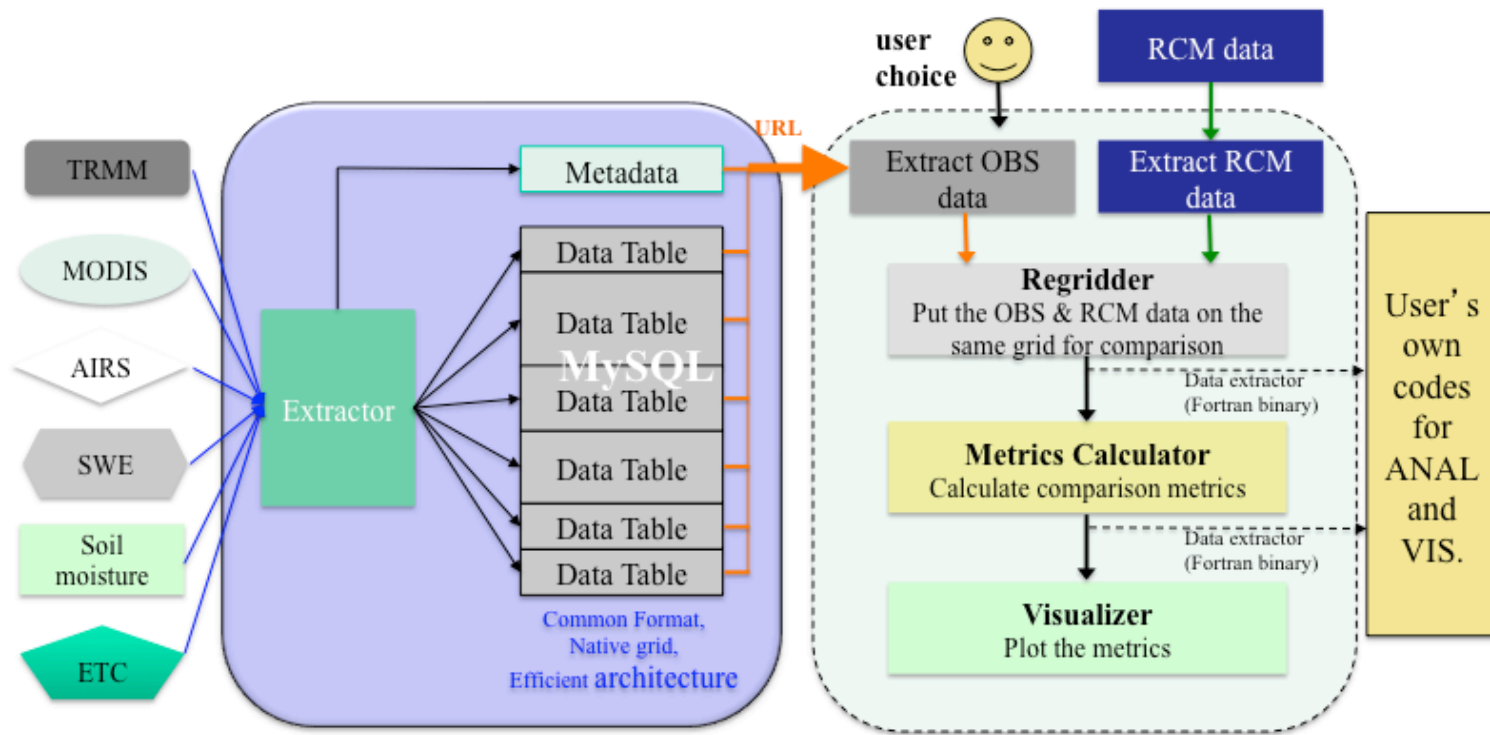 user
choice
RCM data
URL
TRMM
Metadata
Extract OBS
data
Extract RCM
data
MODIS
Data Table
Data Table
MySQL
Data Table
Data Table
Data Table
Data Table
AIRS
Extractor
SWE
Soil
moisture
ETC
Common Format,
Native grid,
Efficient architecture
Regridder
Put the OBS & RCM data on the
same grid for comparison
Data extractor
(Fortran binary)
Metrics Calculator
Calculate comparison metrics
Data extractor
(Fortran binary)
Visualizer
Plot the metrics
User’s
own
codes
for
ANAL
and
VIS.